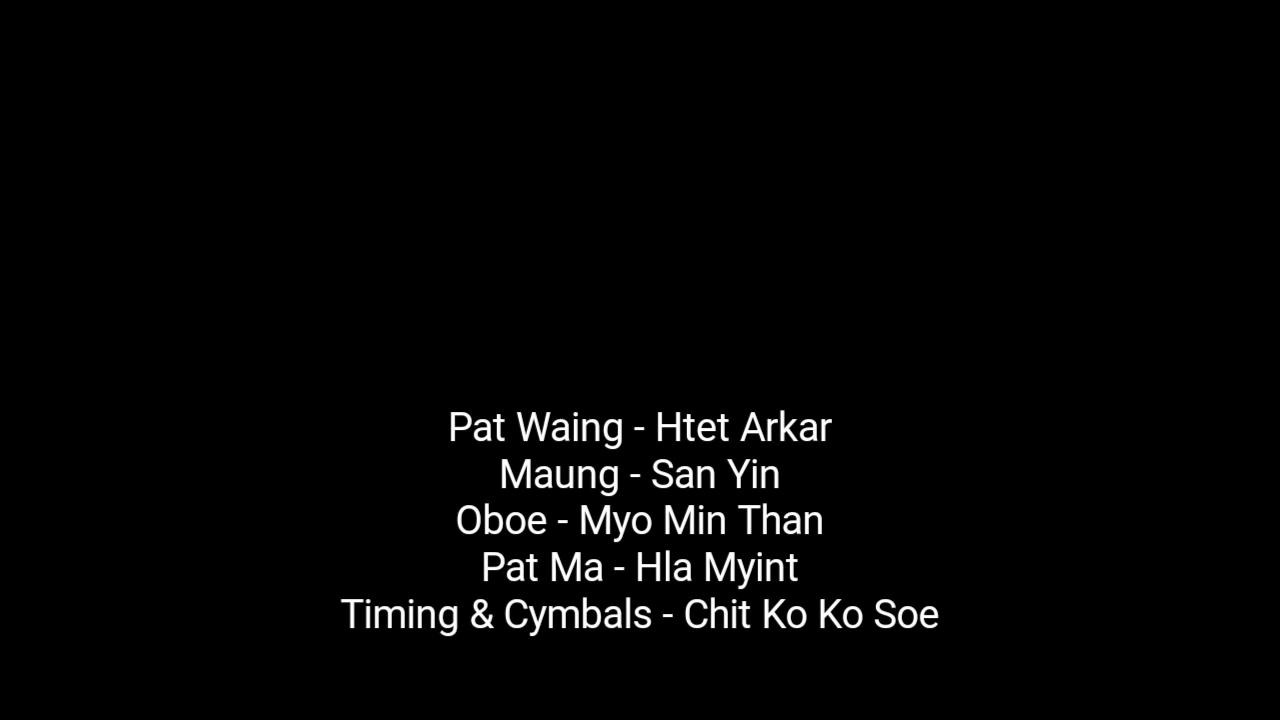 Pat Waing - Htet Arkar
Maung - San Yin
Oboe - Myo Min Than
Pat Ma - Hla Myint
Timing & Cymbals - Chit Ko Ko Soe